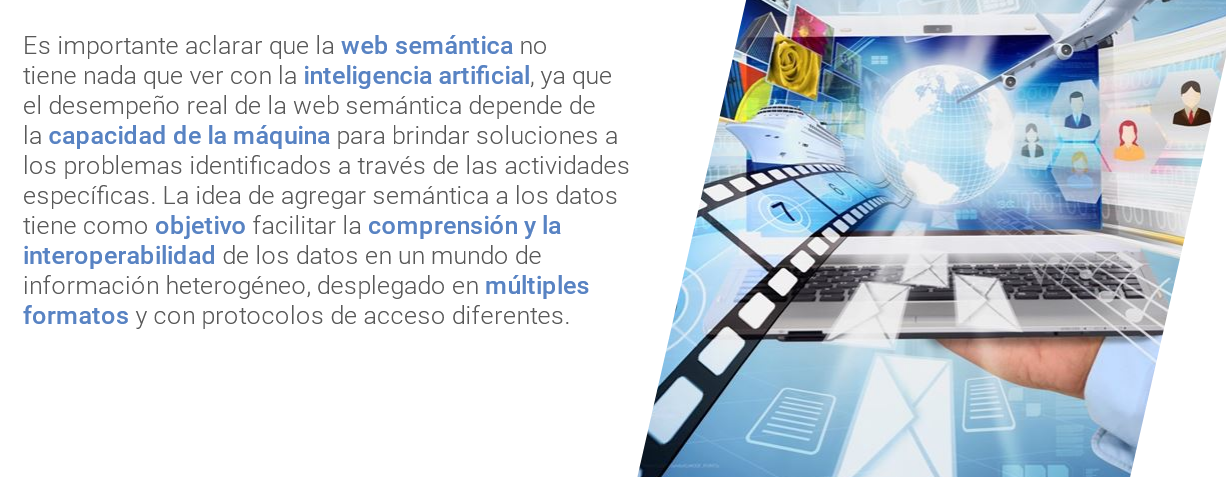 Es importante aclarar que la web semántica no
tiene nada que ver con la inteligencia artificial, ya que
el desempeño real de la web semántica depende de
la capacidad de la máquina para brindar soluciones a
los problemas identificados a través de las actividades
específicas. La idea de agregar semántica a los datos
tiene como objetivo facilitar la comprensión y la
interoperabilidad de los datos en un mundo de
información heterogéneo, desplegado en múltiples
formatos y con protocolos de acceso diferentes.
6
7